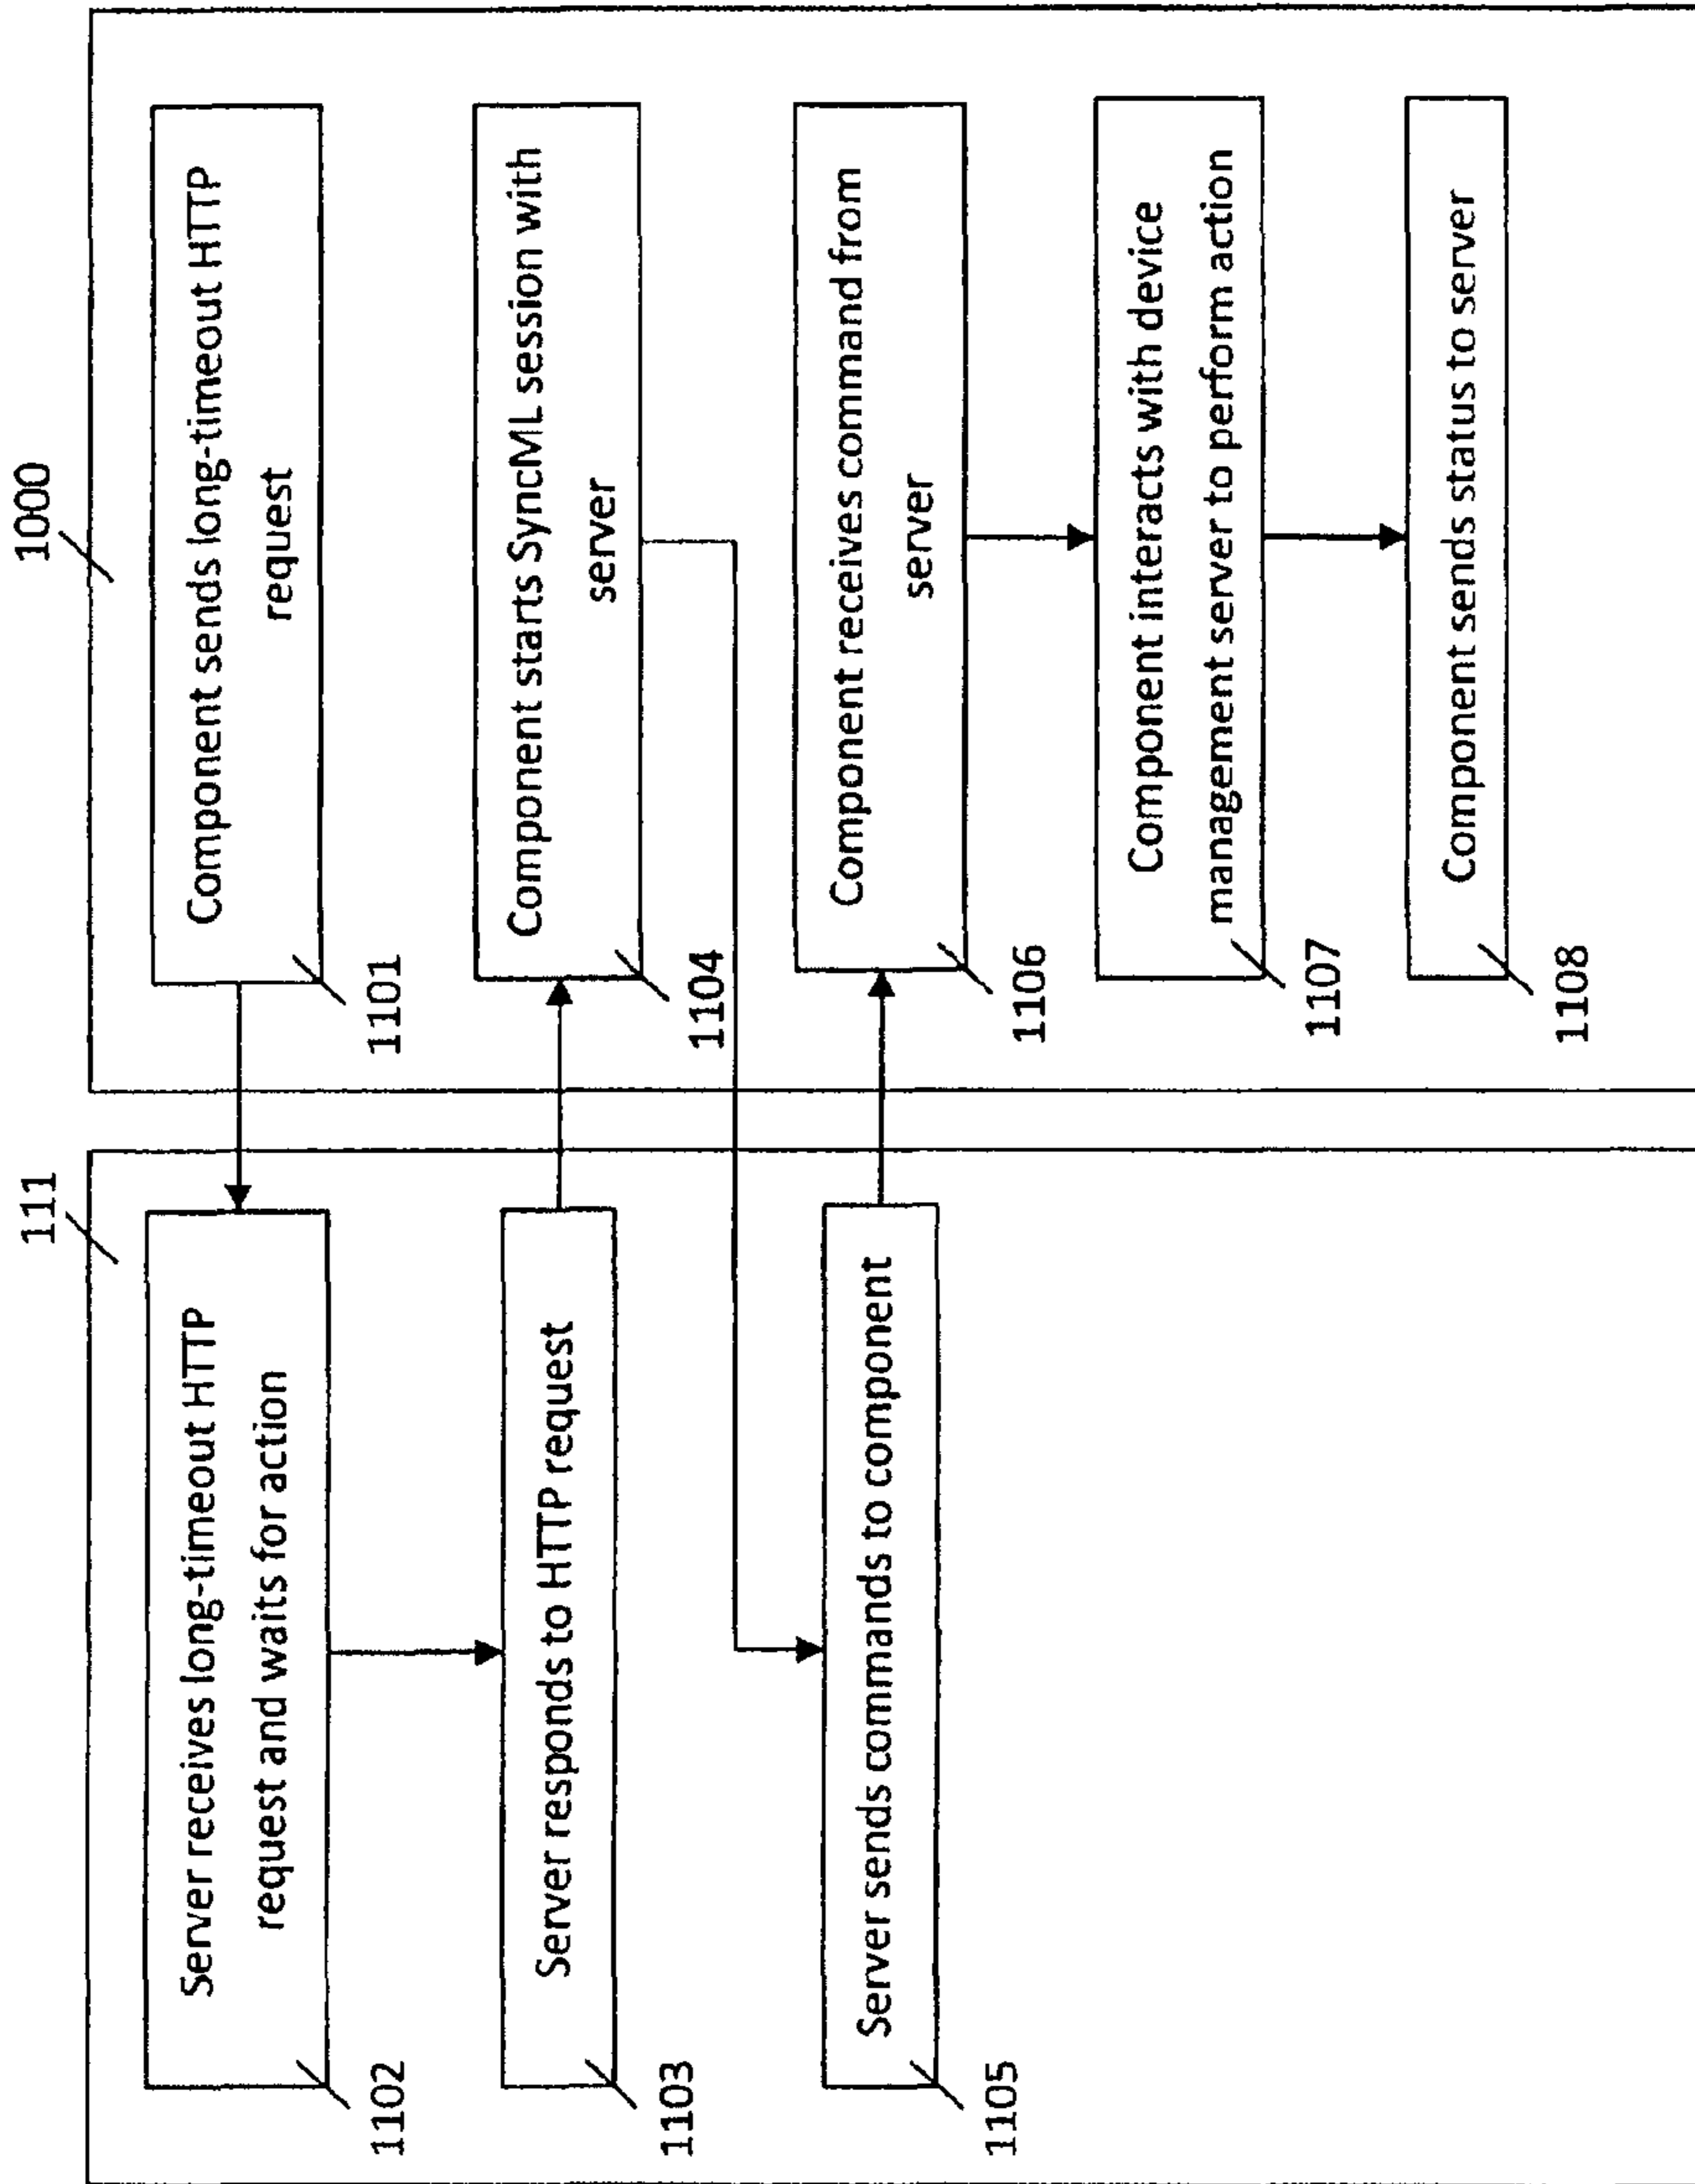 111
Server receives long-timeout HTTP
request and waits for action
1102
Server responds to HTTP request
1103
Server sends commands to component
1105
1000
Component sends long-timeout HTTP
request
1101
Component starts SyncML session with
server
1104
Component receives command from
server
1106
Component interacts with device
management server to perform action
1107
Component sends status to server
1108